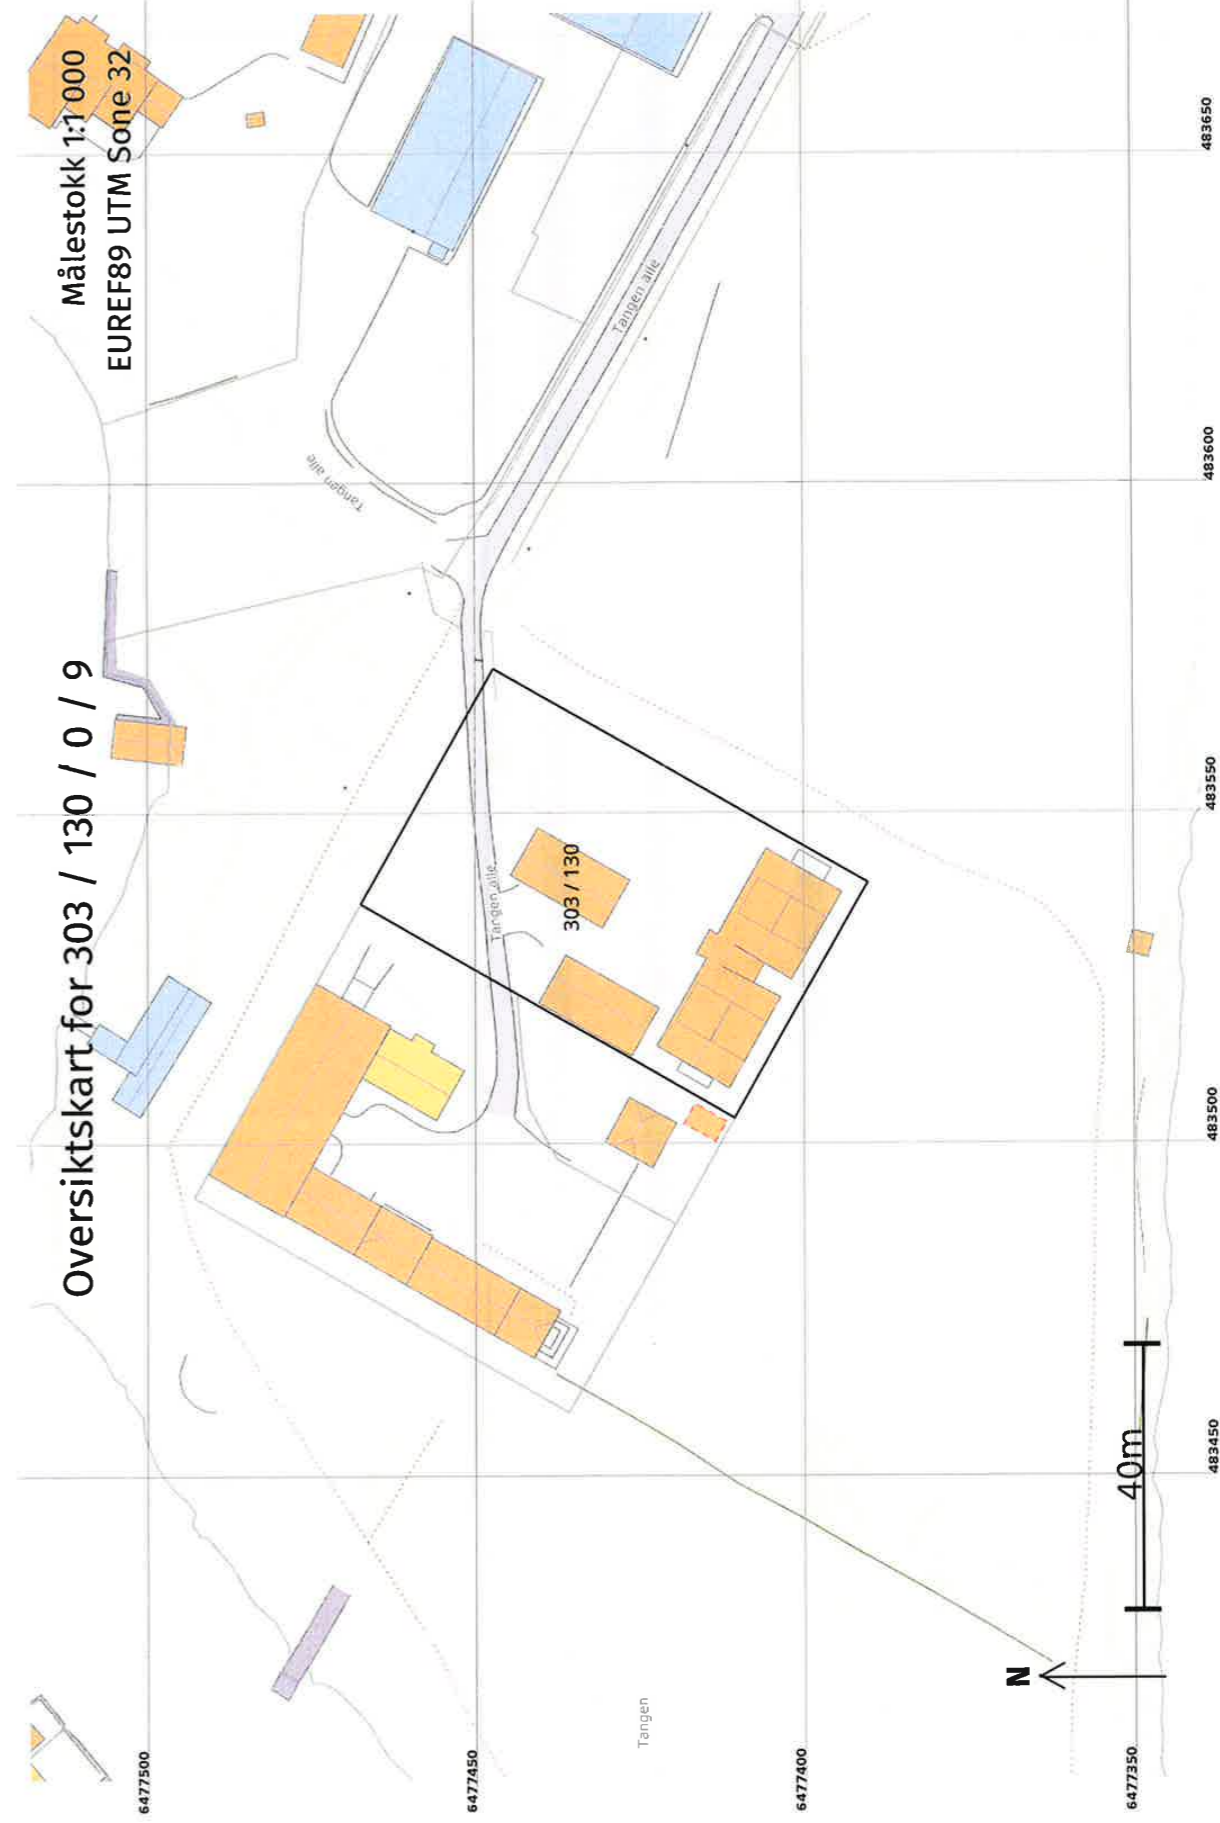 Oversiktskart for 303 / 130 / 0 / 9
Målestokk 1:1 000
EUREF89 UTM Sone 32
Tangen alle
Tangen alle
Tangen alle
303 / 130
Tangen
N
40m
6477500
6477450
6477400
6477350
483450
483500
483550
483600
483650